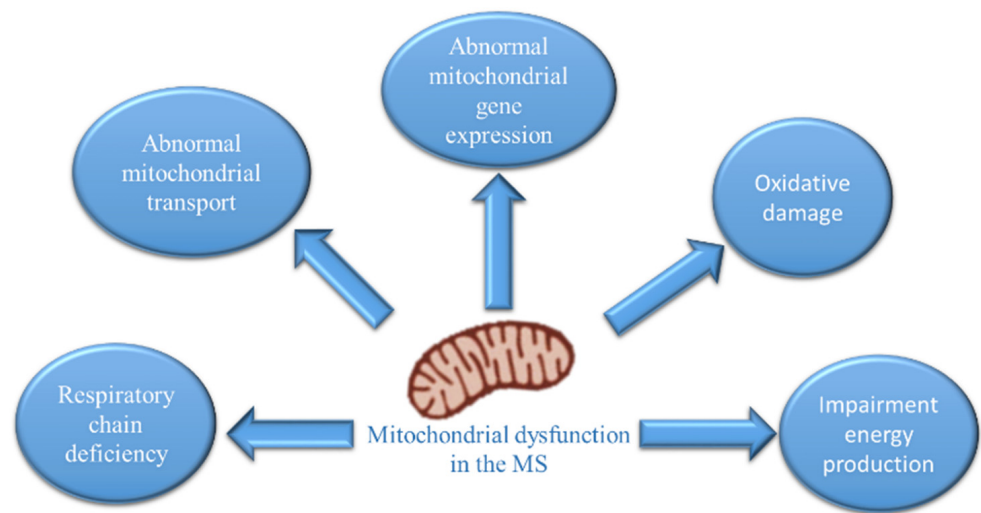 Abnormal
mitochondrial
gene
expression
Abnormal
mitochondrial
transport
Oxidative
damage
Respiratory
chain
deficiency
Mitochondrial dysfunction
in the MS
Impairment
energy
production